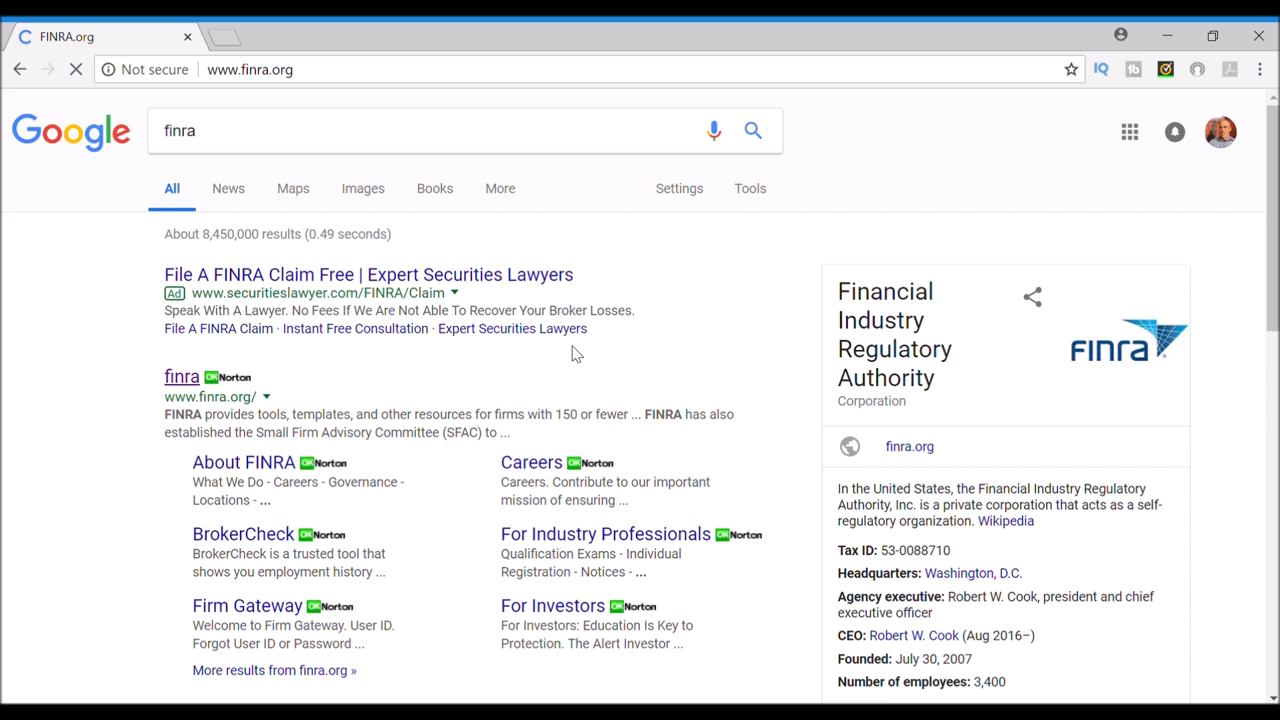 FINRA.org
Not secure www.finra.org
Google
finra
All News Maps Images Books More Settings Tools
About 8,450,000 results (0.49 seconds)
File A FINRA Claim Free | Expert Securities Lawyers
Ad www.securitieslawyer.com/FINRA/Claim
Speak With A Lawyer. No Fees If We Are Not Able To Recover Your Broker Losses.
File A FINRA Claim · Instant Free Consultation · Expert Securities Lawyers
finra OK Norton
www.finra.org/
FINRA provides tools, templates, and other resources for firms with 150 or fewer ... FINRA has also
established the Small Firm Advisory Committee (SFAC) to ...
About FINRA OK Norton
What We Do - Careers - Governance -
Locations - ...
Careers OK Norton
Careers. Contribute to our important
mission of ensuring ...
BrokerCheck OK Norton
BrokerCheck is a trusted tool that
shows you employment history ...
For Industry Professionals OK Norton
Qualification Exams - Individual
Registration - Notices - ...
Firm Gateway OK Norton
Welcome to Firm Gateway. User ID.
Forgot User ID or Password ...
For Investors OK Norton
For Investors: Education Is Key to
Protection. The Alert Investor ...
More results from finra.org »
Financial
Industry
Regulatory
Authority
Corporation
finra
finra.org
In the United States, the Financial Industry Regulatory
Authority, Inc. is a private corporation that acts as a self-
regulatory organization. Wikipedia
Tax ID: 53-0088710
Headquarters: Washington, D.C.
Agency executive: Robert W. Cook, president and chief
executive officer
CEO: Robert W. Cook (Aug 2016–)
Founded: July 30, 2007
Number of employees: 3,400